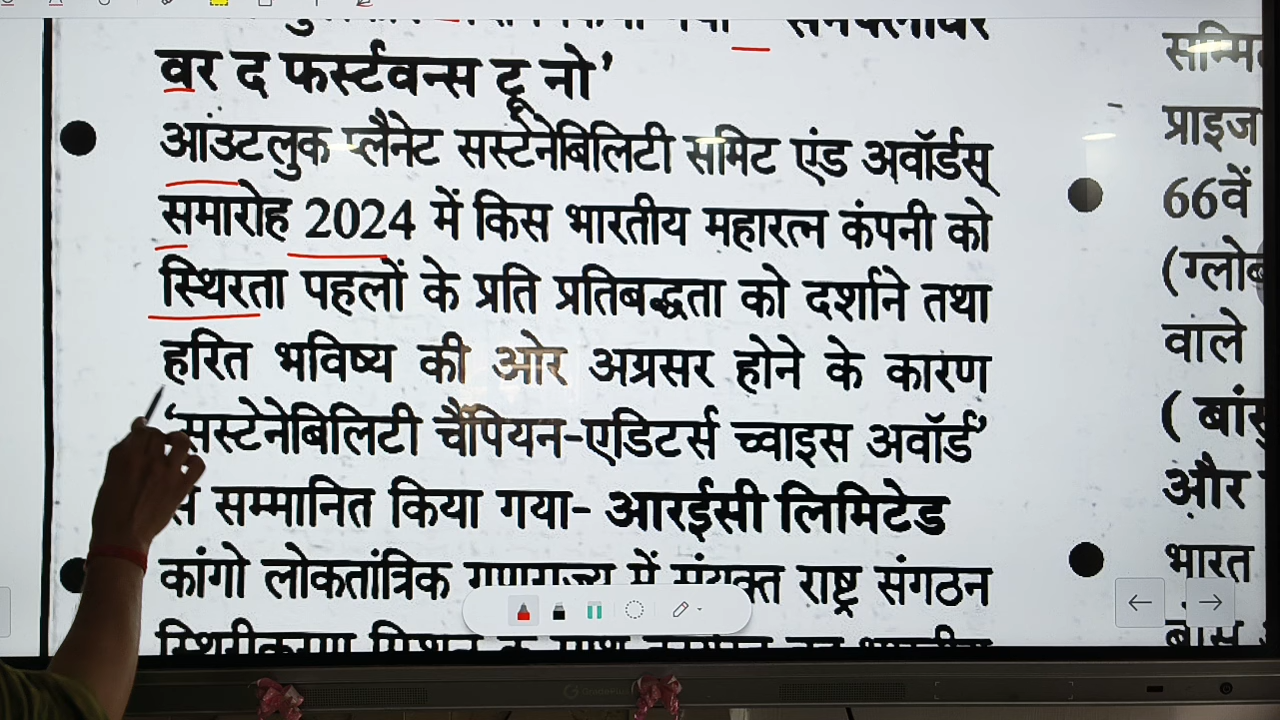 वर द फर्स्टवन्स टू नो'
आंउटलुक प्लैनेट सस्टेनेबिलिटी समिट एंड अवॉर्डस्
समारोह 2024 में किस भारतीय महारत्न कंपनी को
स्थिरता पहलों के प्रति प्रतिबद्धता को दर्शाने तथा
हरित भविष्य की ओर अग्रसर होने के कारण
'सस्टेनेबिलिटी चैंपियन-एडिटर्स च्वाइस अवॉर्ड'
से सम्मानित किया गया- आरईसी लिमिटेड
कांगो लोकतांत्रिक गणराज्य में संयुक्त राष्ट्र संगठन
प्राइज
66वें
(ग्लोब
वाले
( बांसु
और
भारत